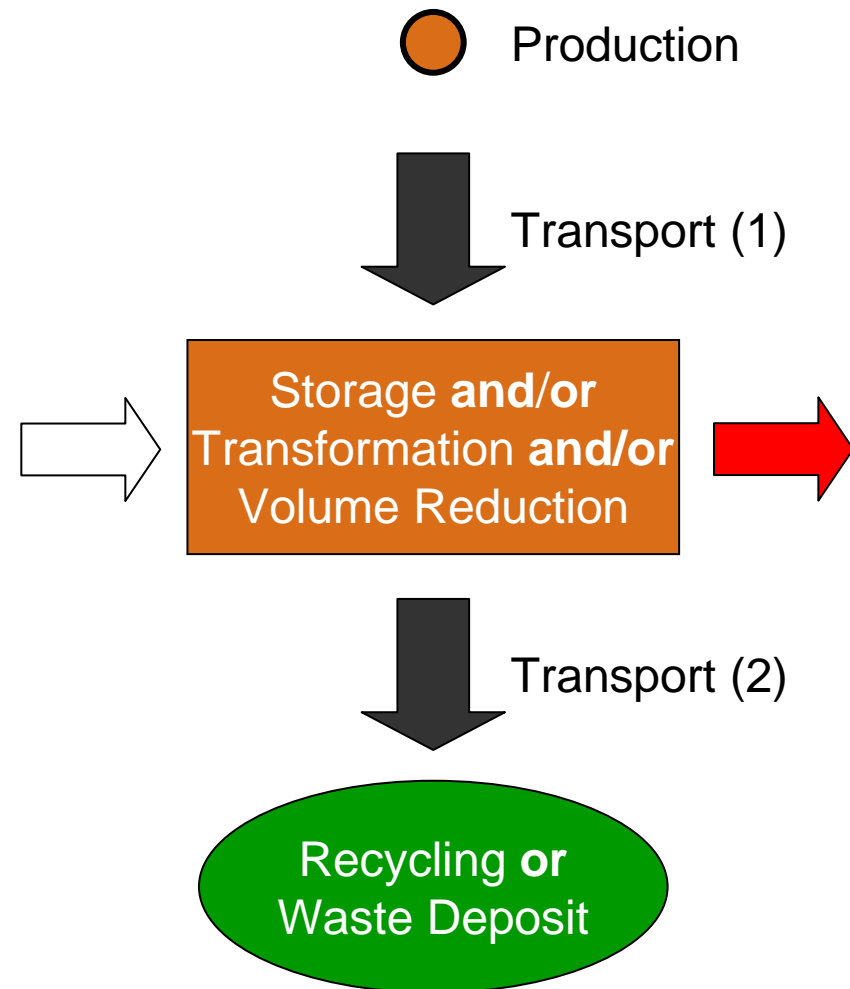 Production
Transport (1)
Storage and/or
Transformation and/or
Volume Reduction
Transport (2)
Recycling or
Waste Deposit